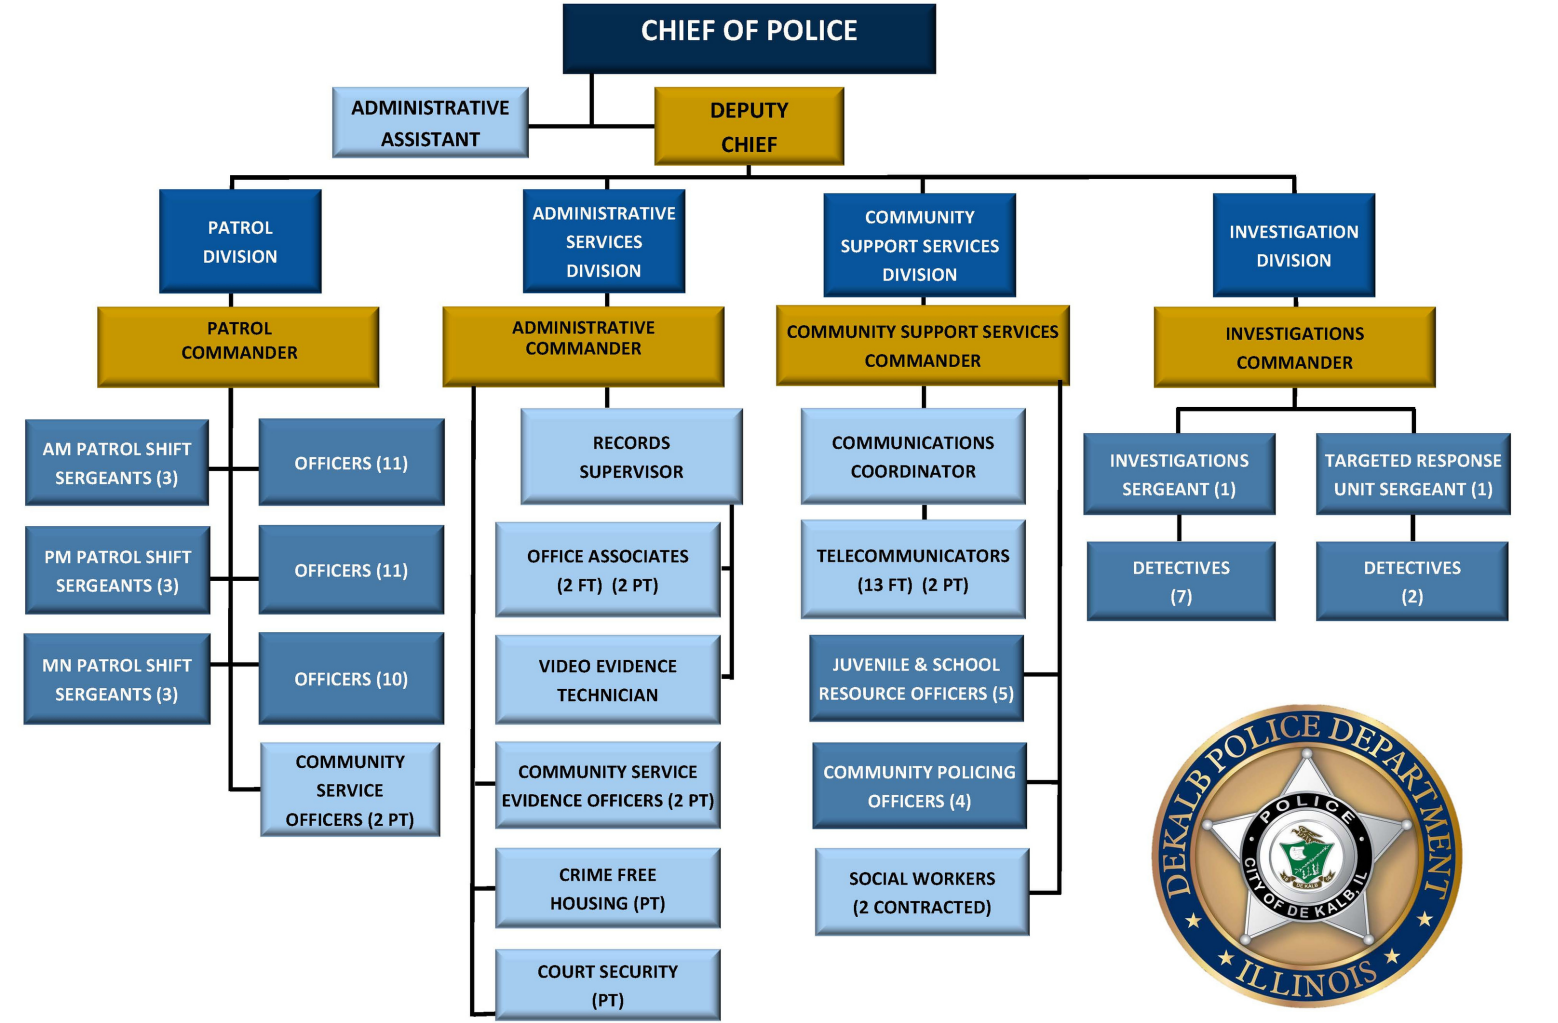 CHIEF OF POLICE
ADMINISTRATIVE
ASSISTANT
DEPUTY
CHIEF
PATROL
DIVISION
ADMINISTRATIVE
SERVICES
DIVISION
COMMUNITY
SUPPORT SERVICES
DIVISION
INVESTIGATION
DIVISION
PATROL
COMMANDER
ADMINISTRATIVE
COMMANDER
COMMUNITY SUPPORT SERVICES
COMMANDER
INVESTIGATIONS
COMMANDER
AM PATROL SHIFT
SERGEANTS (3)
OFFICERS (11)
PM PATROL SHIFT
SERGEANTS (3)
OFFICERS (11)
MN PATROL SHIFT
SERGEANTS (3)
OFFICERS (10)
COMMUNITY
SERVICE
OFFICERS (2 PT)
RECORDS
SUPERVISOR
OFFICE ASSOCIATES
(2 FT)  (2 PT)
VIDEO EVIDENCE
TECHNICIAN
COMMUNITY SERVICE
EVIDENCE OFFICERS (2 PT)
CRIME FREE
HOUSING (PT)
COURT SECURITY
(PT)
COMMUNICATIONS
COORDINATOR
TELECOMMUNICATORS
(13 FT)  (2 PT)
JUVENILE & SCHOOL
RESOURCE OFFICERS (5)
COMMUNITY POLICING
OFFICERS (4)
SOCIAL WORKERS
(2 CONTRACTED)
INVESTIGATIONS
SERGEANT (1)
DETECTIVES
(7)
TARGETED RESPONSE
UNIT SERGEANT (1)
DETECTIVES
(2)
DEKALB POLICE DEPARTMENT
POLICE
DE KALB
CITY OF DE KALB, IL
ILLINOIS